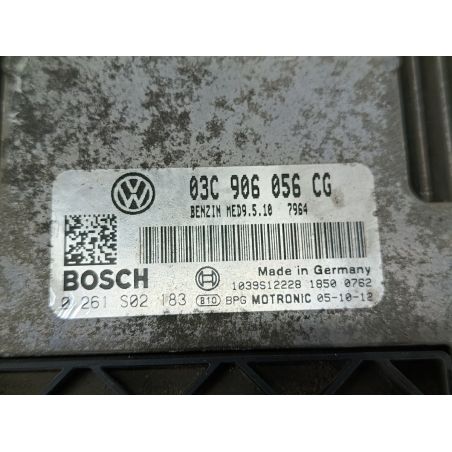 03C 906 056 CG
BENZIN MED9.5.10 7964
BOSCH
Made in Germany
1039S12228 1850 0762
0 261 S02 183 B10 BPG MOTRONIC 05-10-12